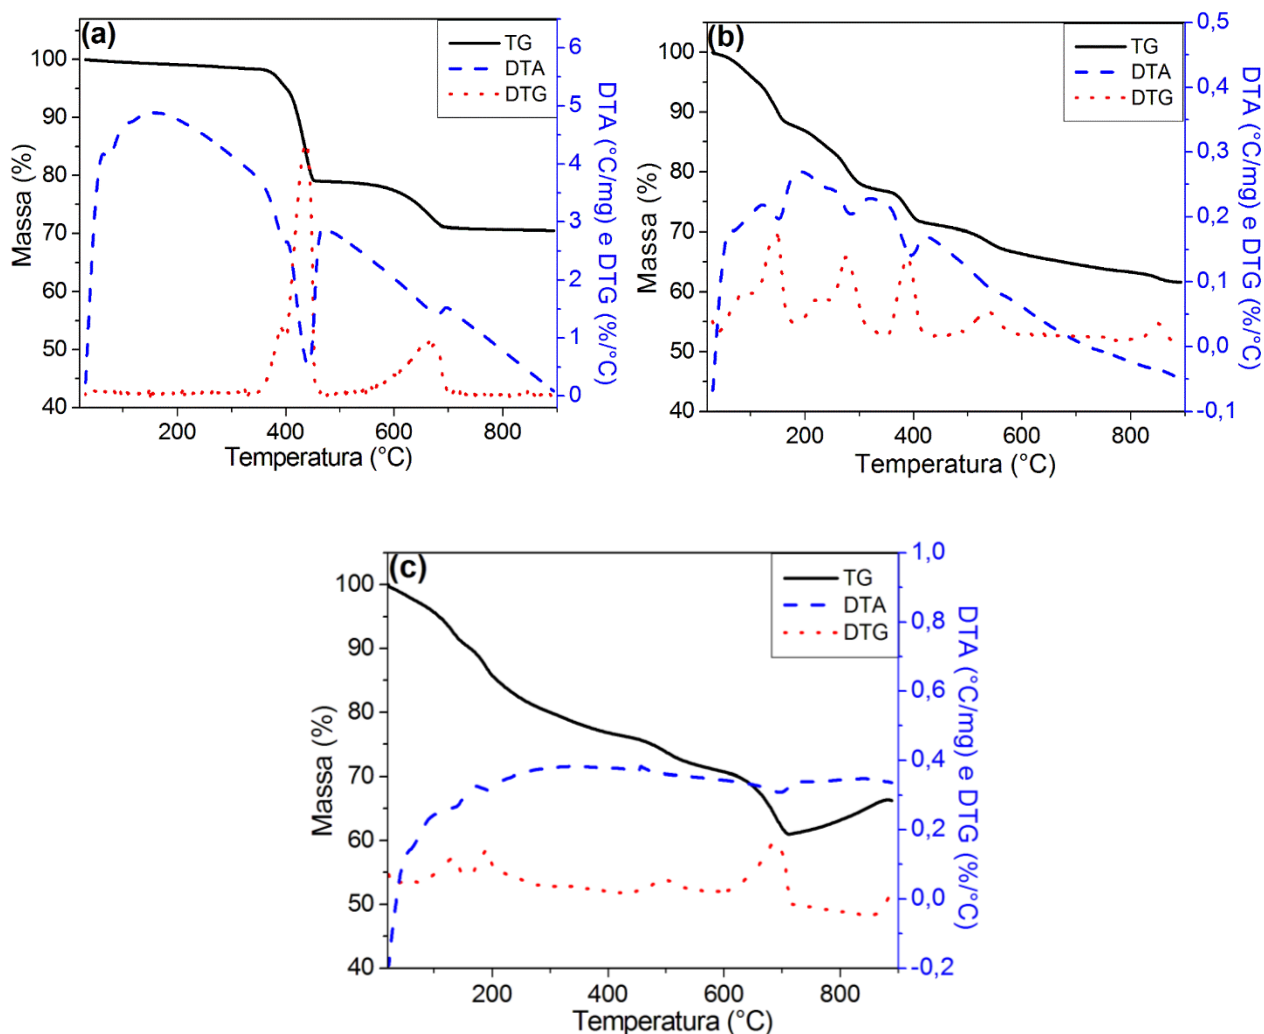 (a)
TG
DTA
DTG
100
90
80
70
60
50
40
Massa (%)
6
5
4
3
2
1
0
DTA (°C/mg) e DTG (%/°C)
200 400 600 800
Temperatura (°C)
(b)
TG
DTA
DTG
100
90
80
70
60
50
40
Massa (%)
0,5
0,4
0,3
0,2
0,1
0,0
-0,1
DTA (°C/mg) e DTG (%/°C)
200 400 600 800
Temperatura (°C)
(c)
TG
DTA
DTG
100
90
80
70
60
50
40
Massa (%)
1,0
0,8
0,6
0,4
0,2
0,0
-0,2
DTA (°C/mg) e DTG (%/°C)
200 400 600 800
Temperatura (°C)